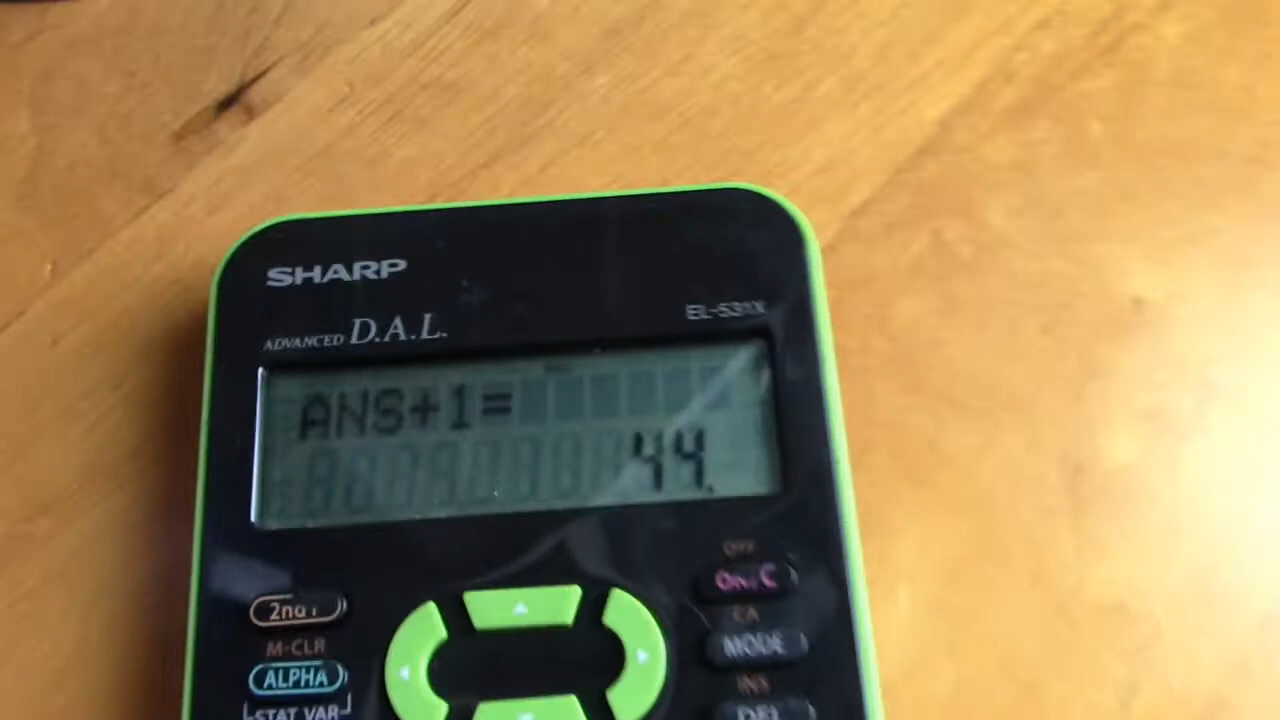 SHARP
EL-531X
ADVANCED D.A.L.
ANS+1=
44.
OFF
2ndF
ON/C
M-CLR
CA
ALPHA
MODE
STAT VAR
INS
DEL